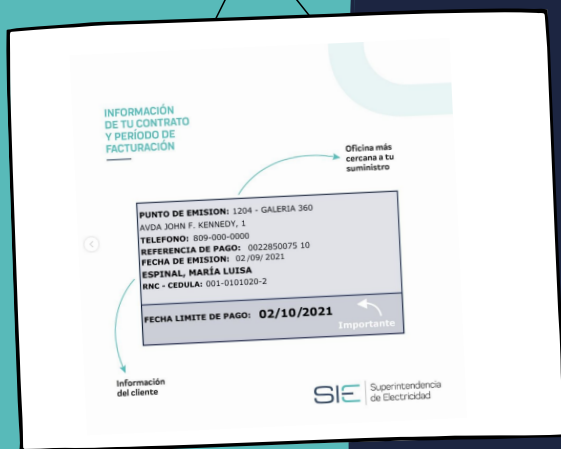 INFORMACIÓN
DE TU CONTRATO
Y PERÍODO DE
FACTURACIÓN
Oficina más
cercana a tu
suministro
PUNTO DE EMISION: 1204 - GALERIA 360
AVDA JOHN F. KENNEDY, 1
TELEFONO: 809-000-0000
REFERENCIA DE PAGO: 0022850075 10
FECHA DE EMISION: 02 /09/ 2021
ESPINAL, MARÍA LUISA
RNC - CEDULA: 001-0101020-2
FECHA LIMITE DE PAGO: 02/10/2021
Importante
Información
del cliente
SIE Superintendencia
de Electricidad